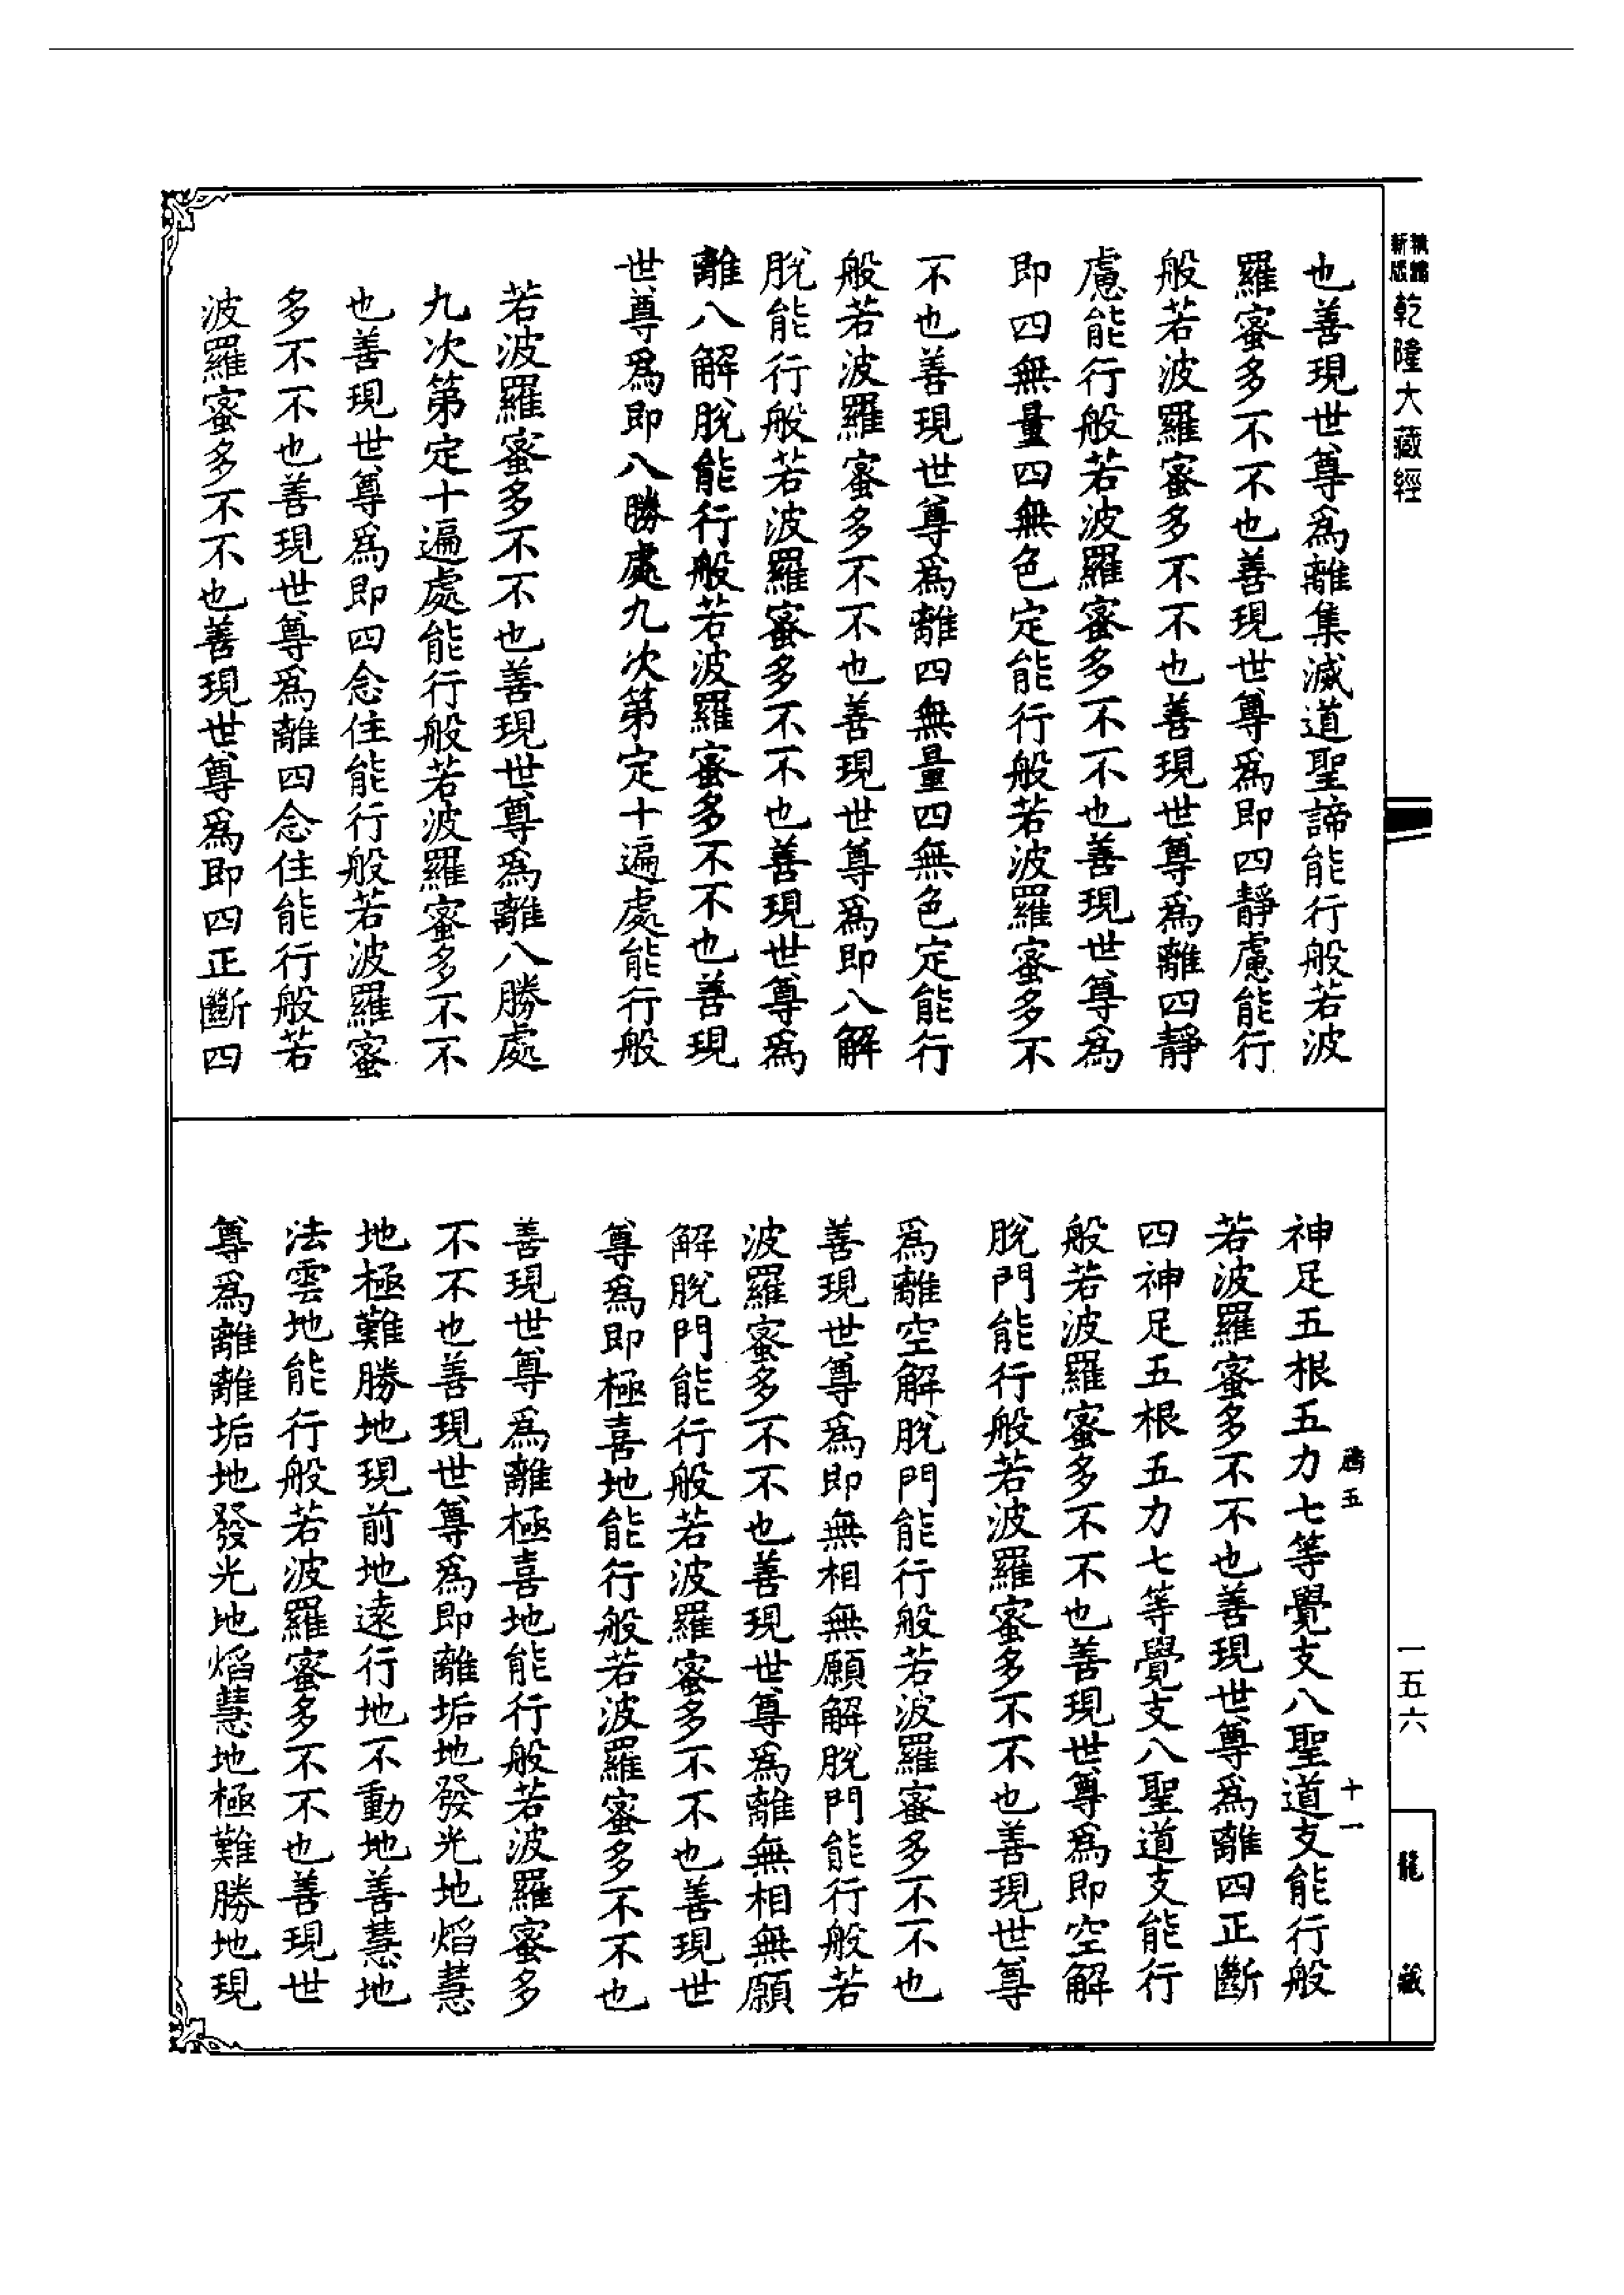 新版
乾隆大藏經
也善現世尊爲離集滅道聖諦能行般若波
羅蜜多不不也善現世尊爲即四靜慮能行
般若波羅蜜多不不也善現世尊爲離四靜
慮能行般若波羅蜜多不不也善現世尊爲
即四無量四無色定能行般若波羅蜜多不
不也善現世尊爲離四無量四無色定能行
般若波羅蜜多不不也善現世尊爲即八解
脫能行般若波羅蜜多不不也善現世尊爲
離八解脫能行般若波羅蜜多不不也善現
世尊爲即八勝處九次第定十遍處能行般
若波羅蜜多不不也善現世尊爲離八勝處
九次第定十遍處能行般若波羅蜜多不不
也善現世尊爲即四念住能行般若波羅蜜
多不不也善現世尊爲離四念住能行般若
波羅蜜多不不也善現世尊爲即四正斷四
神足五根五力七等覺支八聖道支能行般
若波羅蜜多不不也善現世尊爲離四正斷
四神足五根五力七等覺支八聖道支能行
般若波羅蜜多不不也善現世尊爲即空解
脫門能行般若波羅蜜多不不也善現世尊
爲離空解脫門能行般若波羅蜜多不不也
善現世尊爲即無相無願解脫門能行般若
波羅蜜多不不也善現世尊爲離無相無願
解脫門能行般若波羅蜜多不不也善現世
尊爲即極喜地能行般若波羅蜜多不不也
善現世尊爲離極喜地能行般若波羅蜜多
不不也善現世尊爲即離垢地發光地焰慧
地極難勝地現前地遠行地不動地善慧地
法雲地能行般若波羅蜜多不不也善現世
尊爲離離垢地發光地焰慧地極難勝地現
五
十一
一五六
龍藏